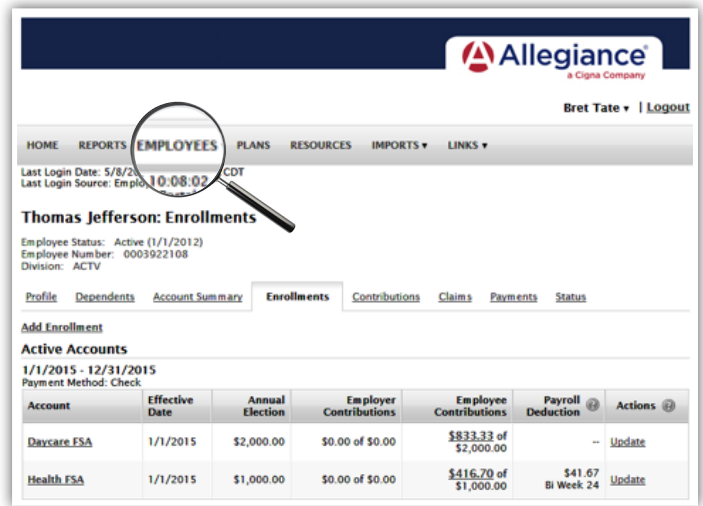 Allegiance®
a Cigna Company
Bret Tate ▾ | Logout
HOME REPORTS EMPLOYEES PLANS RESOURCES IMPORTS ▾ LINKS ▾
Last Login Date: 5/8/20 10:08:02 CDT
Last Login Source: Emplo
Thomas Jefferson: Enrollments
Employee Status: Active (1/1/2012)
Employee Number: 0003922108
Division: ACTV
Profile Dependents Account Summary Enrollments Contributions Claims Payments Status
Add Enrollment
Active Accounts
1/1/2015 - 12/31/2015
Payment Method: Check
Account Effective Date Annual Election Employer Contributions Employee Contributions Payroll Deduction Actions
Daycare FSA 1/1/2015 $2,000.00 $0.00 of $0.00 $833.33 of $2,000.00 -- Update
Health FSA 1/1/2015 $1,000.00 $0.00 of $0.00 $416.70 of $1,000.00 $41.67 Bi Week 24 Update